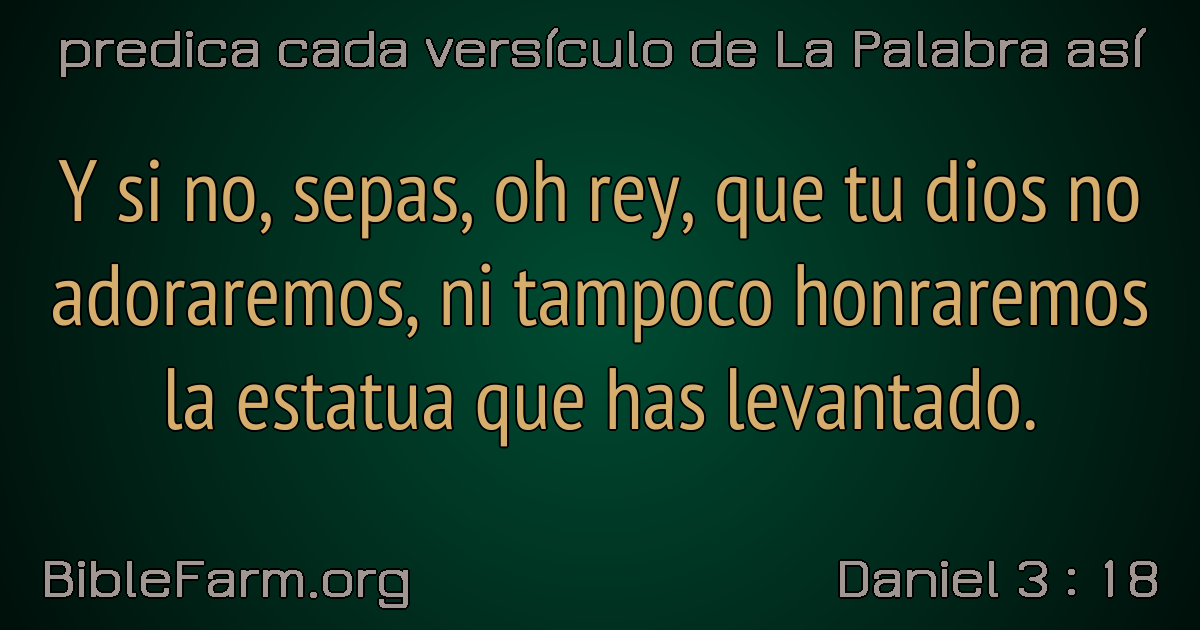 predica cada versículo de La Palabra así
Y si no, sepas, oh rey, que tu dios no
adoraremos, ni tampoco honraremos
la estatua que has levantado.
BibleFarm.org
Daniel 3 : 18